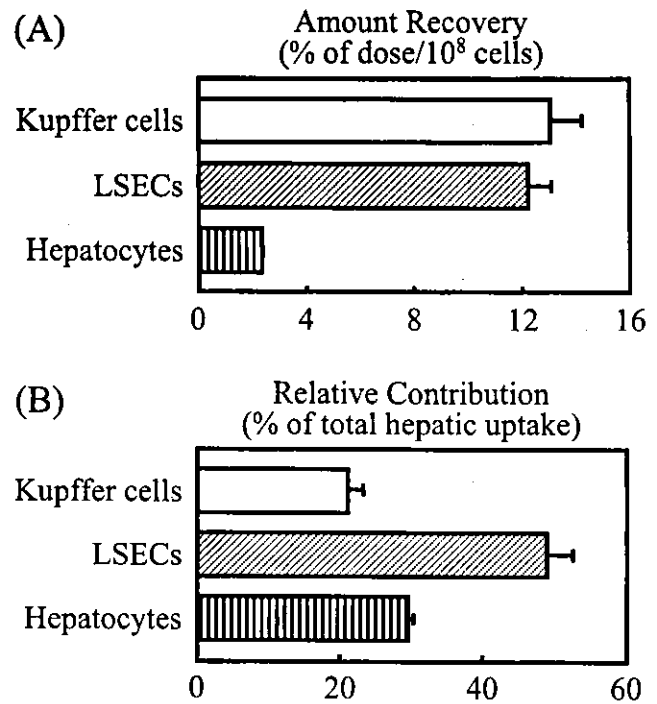 (A)
Amount Recovery
(% of dose/10⁸ cells)
Kupffer cells
LSECs
Hepatocytes
0 4 8 12 16
(B)
Relative Contribution
(% of total hepatic uptake)
Kupffer cells
LSECs
Hepatocytes
0 20 40 60